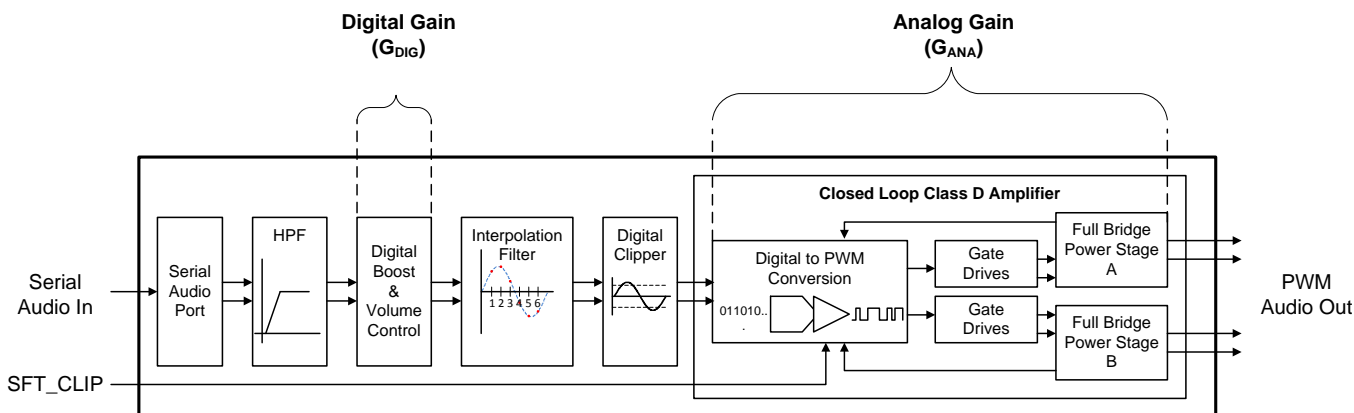 Digital Gain
(GDIG)
Analog Gain
(GANA)
Closed Loop Class D Amplifier
Serial
Audio In
Serial
Audio
Port
HPF
Digital
Boost
&
Volume
Control
Interpolation
Filter
1 2 3 4 5 6
Digital
Clipper
Digital to PWM
Conversion
011010..
.
Gate
Drives
Gate
Drives
Full Bridge
Power Stage
A
Full Bridge
Power Stage
B
PWM
Audio Out
SFT_CLIP